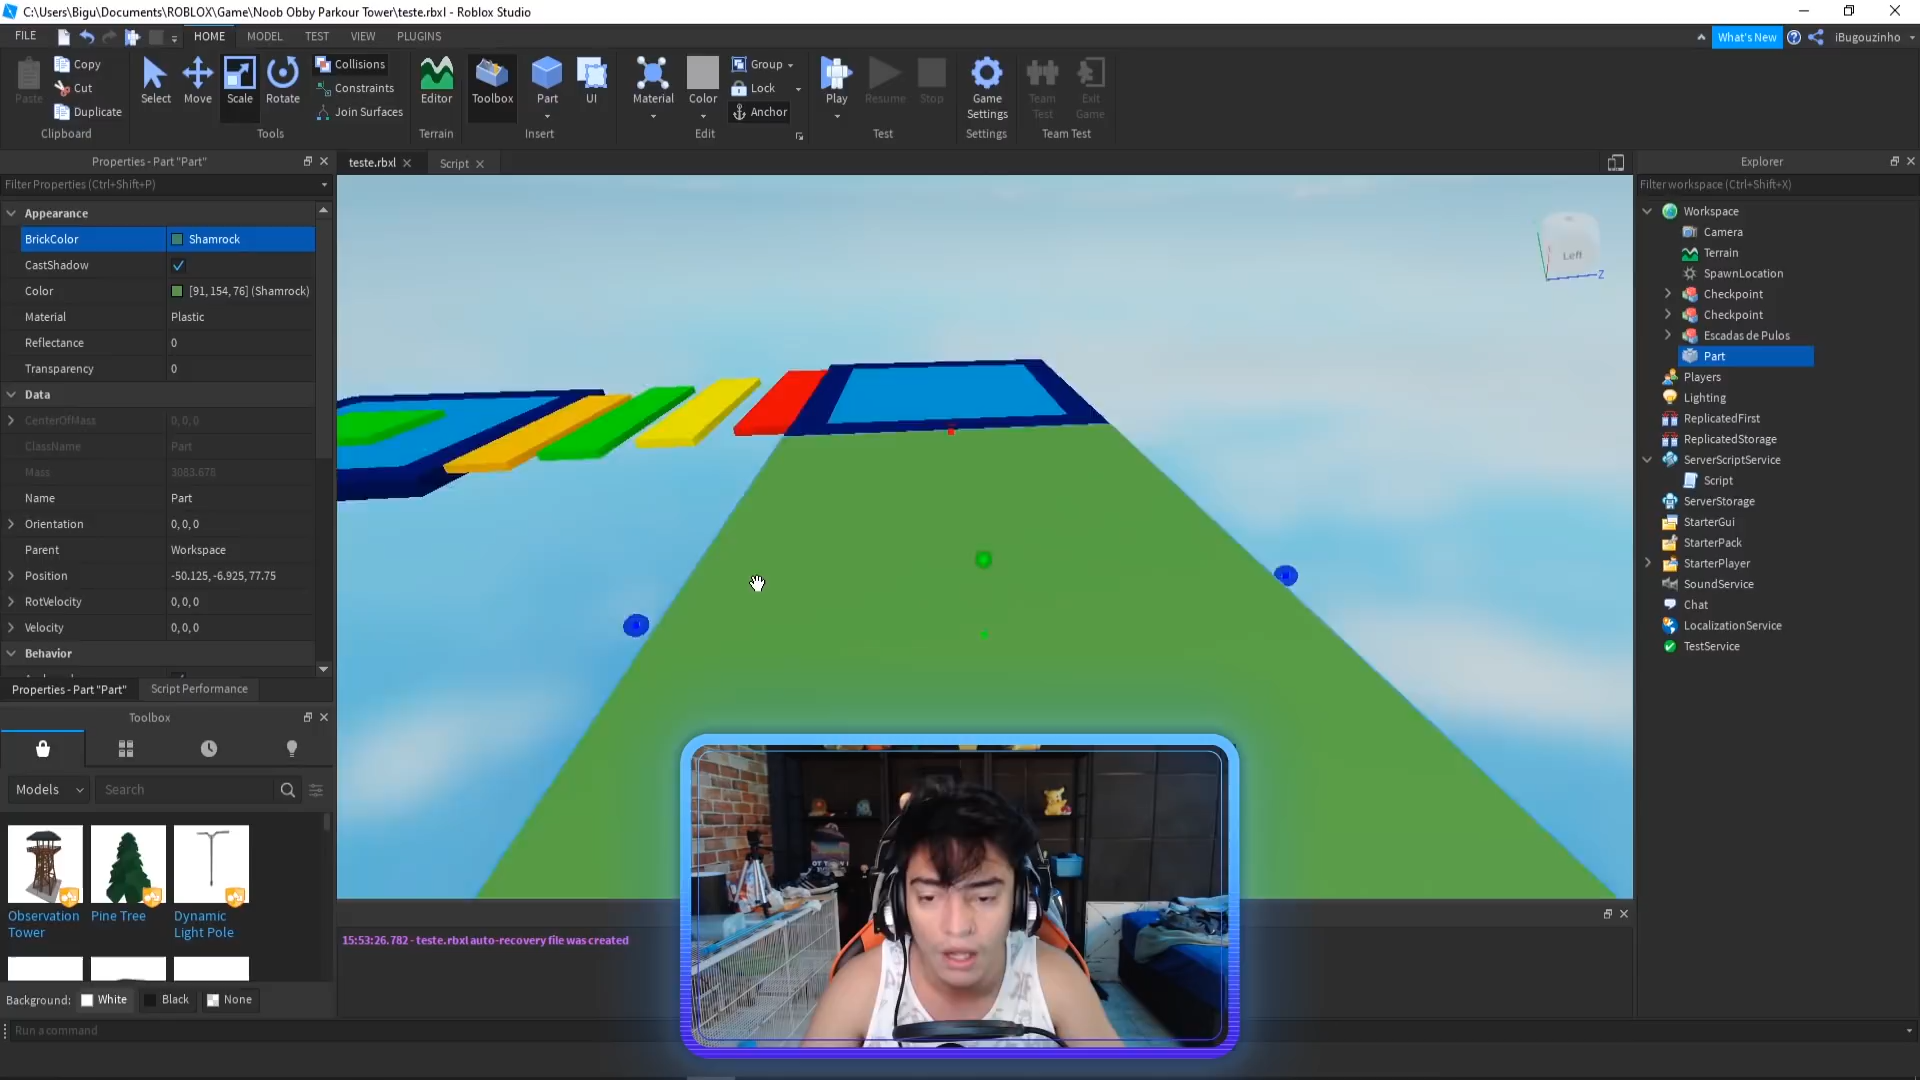 C:\Users\Bigu\Documents\ROBLOX\Game\Noob Obby Parkour Tower\teste.rbxl - Roblox Studio
FILE HOME MODEL TEST VIEW PLUGINS What's New iBugouzinho
Paste Copy Cut Duplicate
Clipboard
Select Move Scale Rotate Collisions Constraints Join Surfaces
Tools
Editor
Terrain
Toolbox Part UI
Insert
Material Color Group Lock Anchor
Edit
Play Resume Stop
Test
Game Settings
Settings
Team Test Exit Game
Team Test
Properties - Part "Part"
Filter Properties (Ctrl+Shift+P)
Appearance
BrickColor Shamrock
CastShadow
Color [91, 154, 76] (Shamrock)
Material Plastic
Reflectance 0
Transparency 0
Data
CenterOfMass 0, 0, 0
ClassName Part
Mass 3083.678
Name Part
Orientation 0, 0, 0
Parent Workspace
Position -50.125, -6.925, 77.75
RotVelocity 0, 0, 0
Velocity 0, 0, 0
Behavior
Properties - Part "Part" Script Performance
Toolbox
Models Search
Observation Tower
Pine Tree
Dynamic Light Pole
Background: White Black None
Run a command
teste.rbxl Script
Left
Z
15:53:26.782 - teste.rbxl auto-recovery file was created
Explorer
Filter workspace (Ctrl+Shift+X)
Workspace
Camera
Terrain
SpawnLocation
Checkpoint
Checkpoint
Escadas de Pulos
Part
Players
Lighting
ReplicatedFirst
ReplicatedStorage
ServerScriptService
Script
ServerStorage
StarterGui
StarterPack
StarterPlayer
SoundService
Chat
LocalizationService
TestService